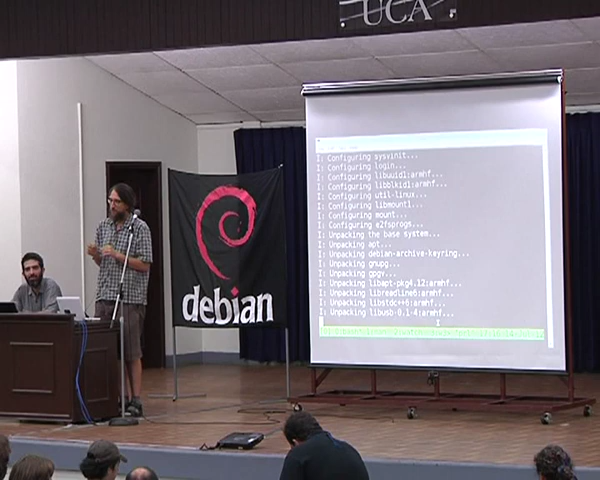 UCA
debian
I: Configuring sysvinit...
I: Configuring login...
I: Configuring libuuid1:armhf...
I: Configuring libblkid1:armhf...
I: Configuring util-linux...
I: Configuring libmount1...
I: Configuring mount...
I: Configuring e2fsprogs...
I: Unpacking the base system...
I: Unpacking apt...
I: Unpacking debian-archive-keyring...
I: Unpacking gnupg...
I: Unpacking gpgv...
I: Unpacking libapt-pkg4.12:armhf...
I: Unpacking libreadline6:armhf...
I: Unpacking libstdc++6:armhf...
I: Unpacking libusb-0.1-4:armhf...